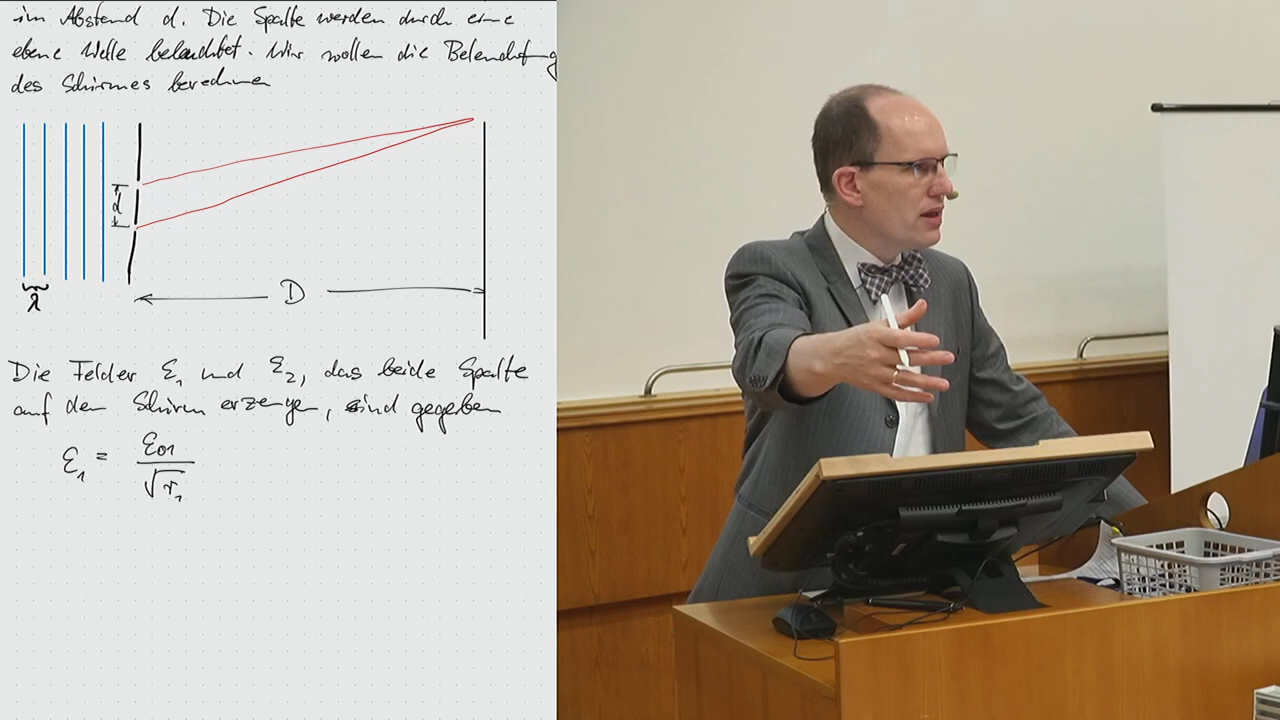 im Abstand d. Die Spalte werden durch eine
ebene Welle beleuchtet. Wir wollen die Beleuchtung
des Schirmes berechnen
d
λ
D
Die Felder ℰ₁ und ℰ₂, das beide Spalte
auf dem Schirm erzeugen, sind gegeben
ℰ₁ = ℰ₀₁ / √r₁